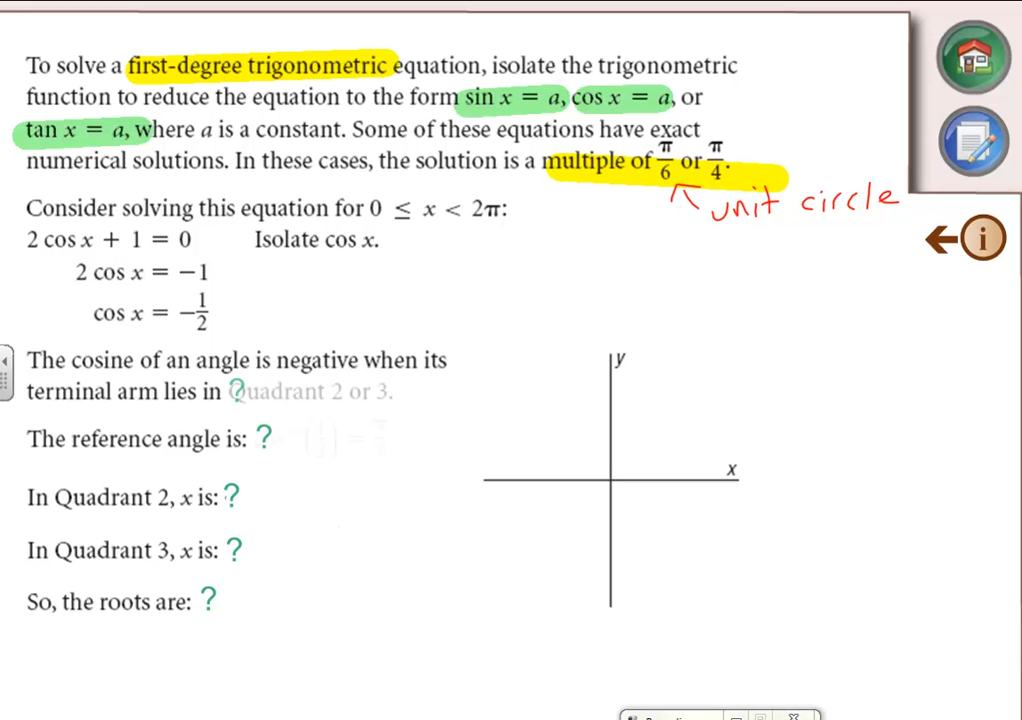 To solve a first-degree trigonometric equation, isolate the trigonometric
function to reduce the equation to the form sin x = a, cos x = a, or
tan x = a, where a is a constant. Some of these equations have exact
numerical solutions. In these cases, the solution is a multiple of π/6 or π/4.
unit circle
Consider solving this equation for 0 ≤ x < 2π:
2 cos x + 1 = 0 Isolate cos x.
2 cos x = −1
cos x = −1/2
The cosine of an angle is negative when its
terminal arm lies in ? Quadrant 2 or 3.
The reference angle is: ?
In Quadrant 2, x is: ?
In Quadrant 3, x is: ?
So, the roots are: ?
y
x
i